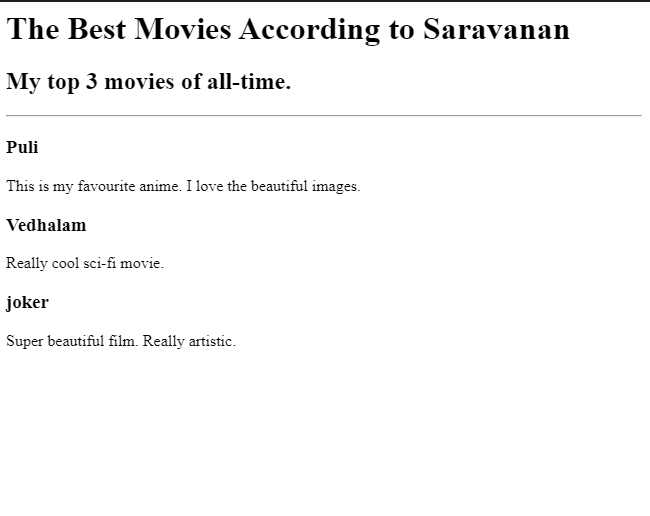 The Best Movies According to Saravanan
My top 3 movies of all-time.
Puli
This is my favourite anime. I love the beautiful images.
Vedhalam
Really cool sci-fi movie.
joker
Super beautiful film. Really artistic.